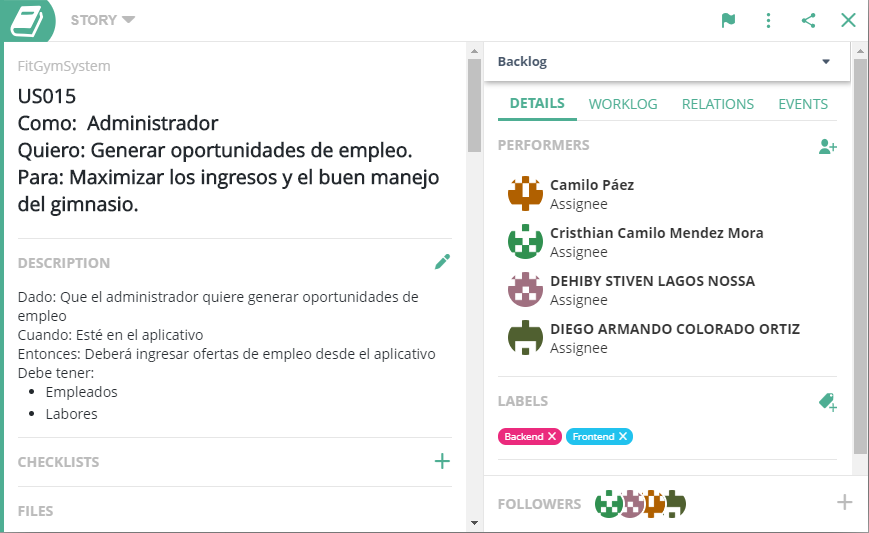 STORY
FitGymSystem
US015
Como:  Administrador
Quiero: Generar oportunidades de empleo.
Para: Maximizar los ingresos y el buen manejo
del gimnasio.
DESCRIPTION
Dado: Que el administrador quiere generar oportunidades de
empleo
Cuando: Esté en el aplicativo
Entonces: Deberá ingresar ofertas de empleo desde el aplicativo
Debe tener:
• Empleados
• Labores
CHECKLISTS
FILES
Backlog
DETAILS WORKLOG RELATIONS EVENTS
PERFORMERS
Camilo Páez
Assignee
Cristhian Camilo Mendez Mora
Assignee
DEHIBY STIVEN LAGOS NOSSA
Assignee
DIEGO ARMANDO COLORADO ORTIZ
Assignee
LABELS
Backend X Frontend X
FOLLOWERS